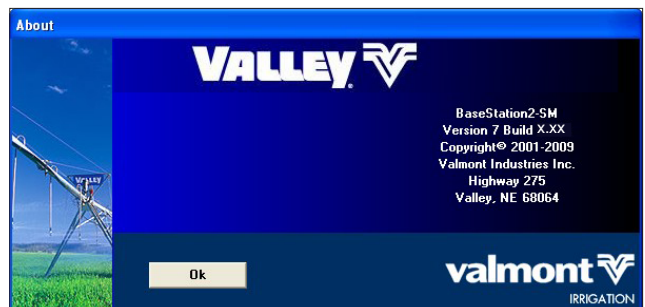 About
VALLEY
VALLEY
BaseStation2-SM
Version 7 Build X.XX
Copyright© 2001-2009
Valmont Industries Inc.
Highway 275
Valley, NE 68064
Ok
valmont
IRRIGATION